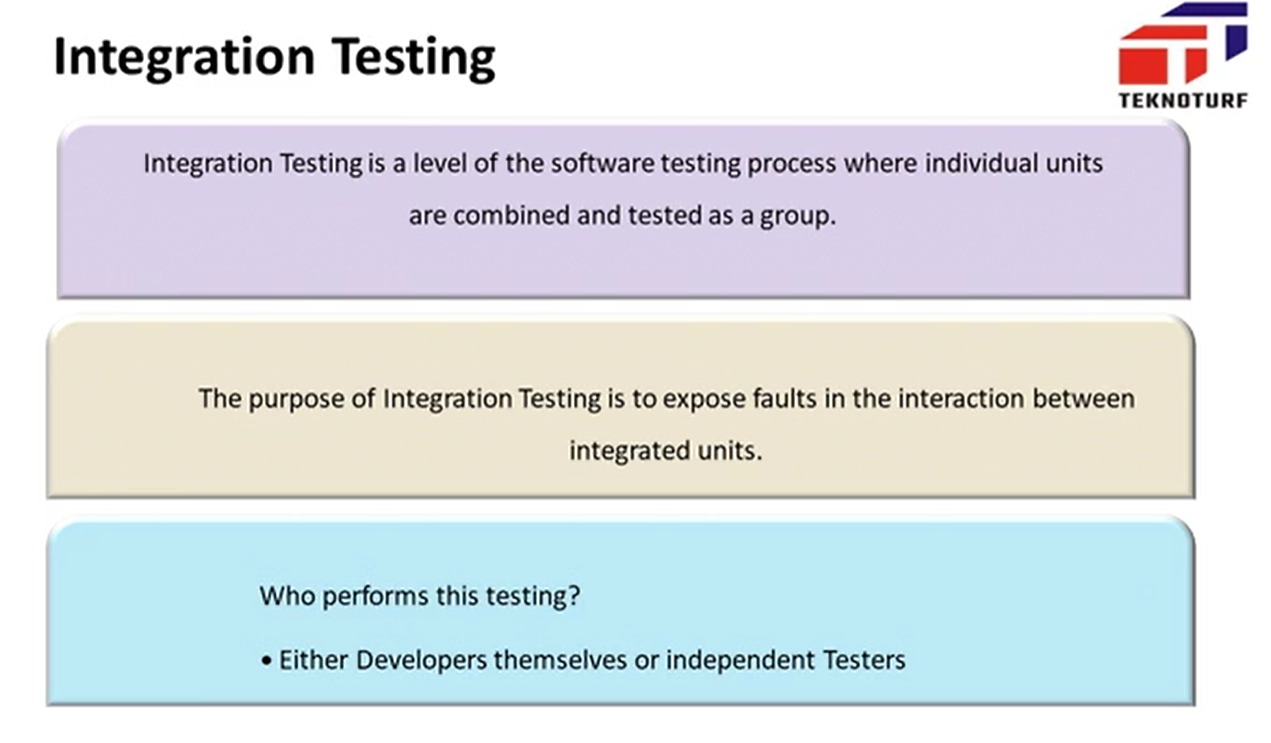 Integration Testing
TEKNOTURF
Integration Testing is a level of the software testing process where individual units
are combined and tested as a group.
The purpose of Integration Testing is to expose faults in the interaction between
integrated units.
Who performs this testing?
• Either Developers themselves or independent Testers